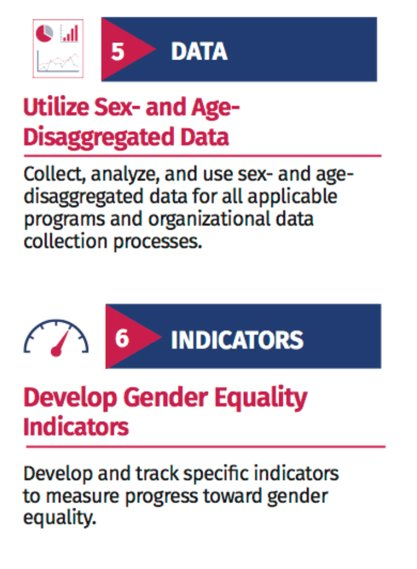 5 DATA
Utilize Sex- and Age-
Disaggregated Data
Collect, analyze, and use sex- and age-
disaggregated data for all applicable
programs and organizational data
collection processes.
6 INDICATORS
Develop Gender Equality
Indicators
Develop and track specific indicators
to measure progress toward gender
equality.